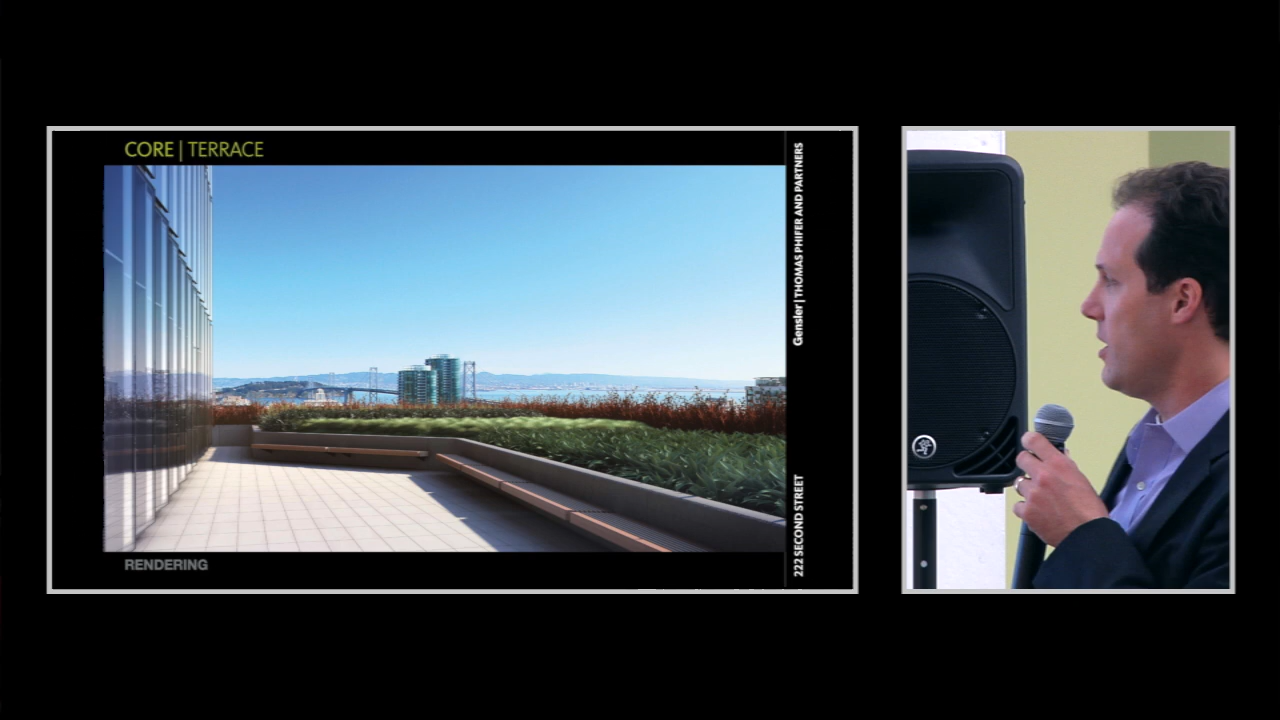 CORE | TERRACE
Gensler | THOMAS PHIFER AND PARTNERS
222 SECOND STREET
RENDERING